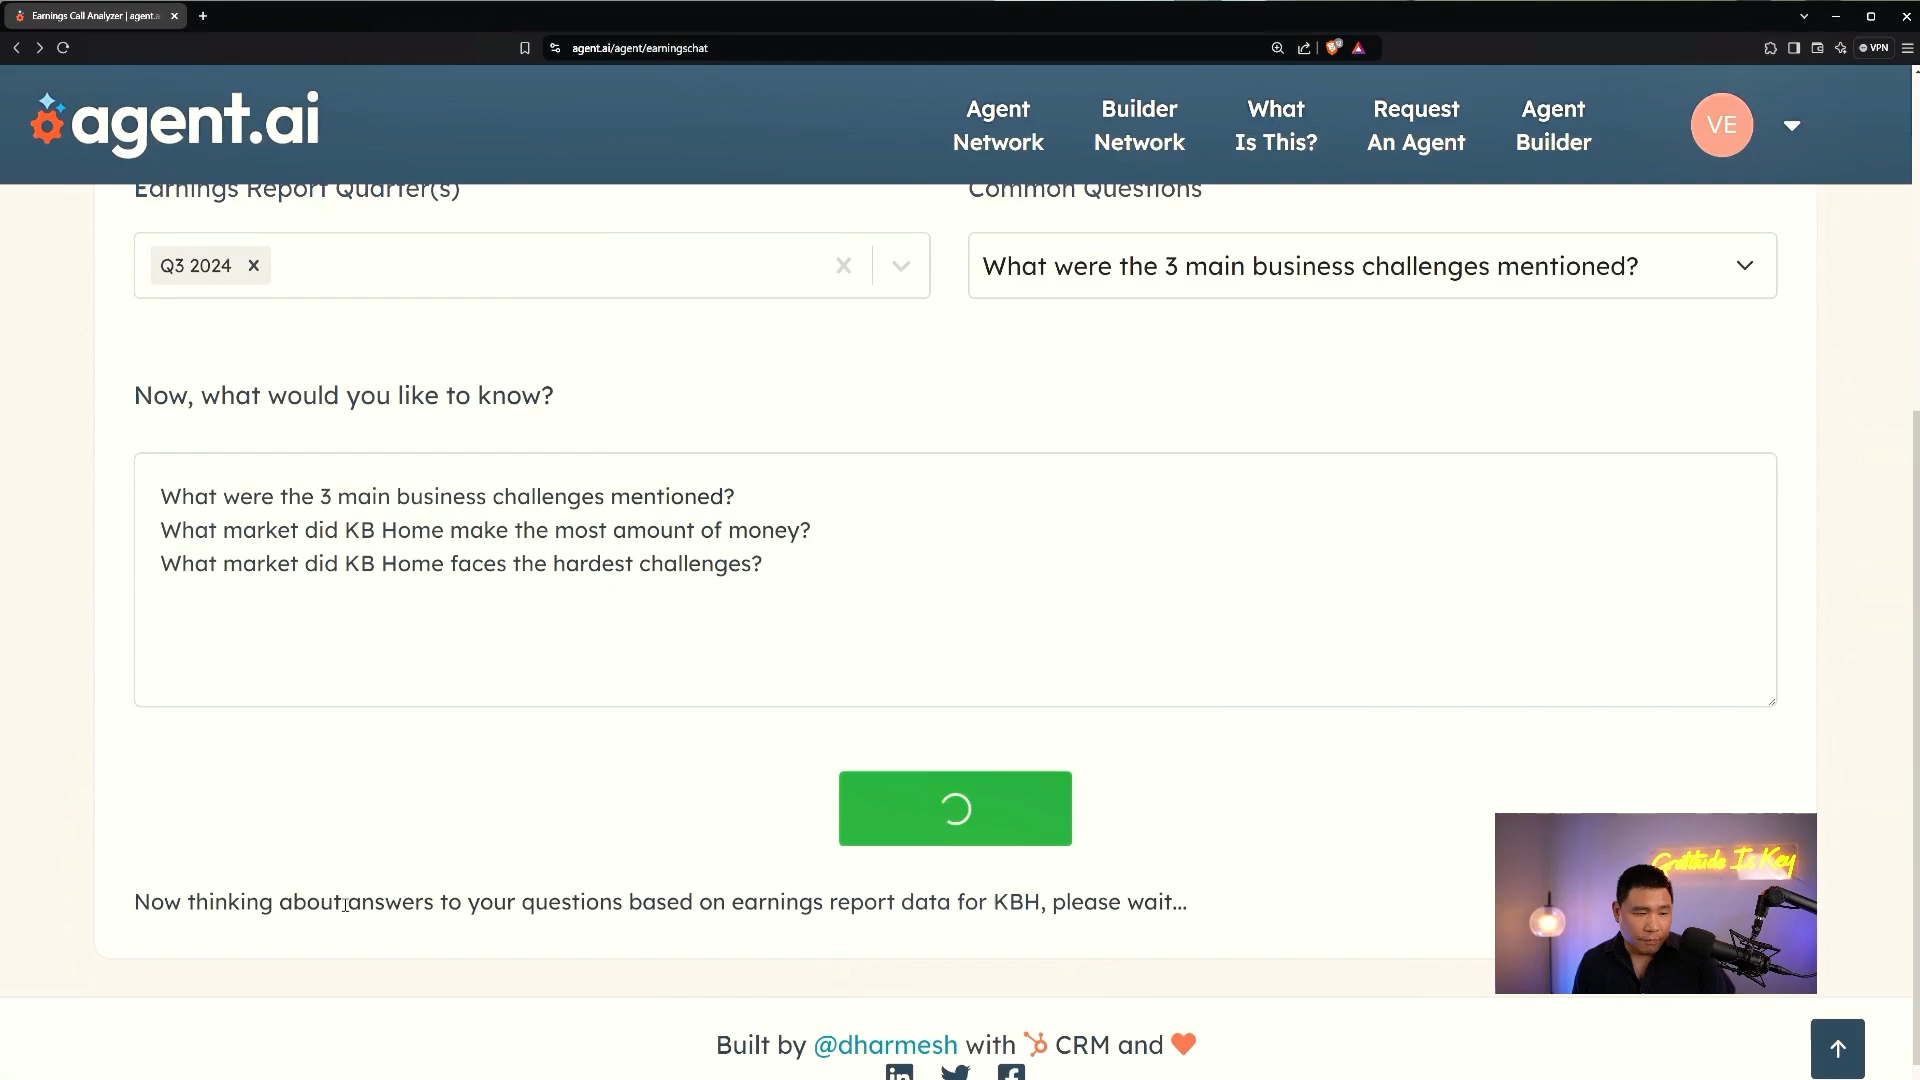 Earnings Call Analyzer | agent.a
agent.ai/agent/earningschat
VPN
agent.ai
Agent Network
Builder Network
What Is This?
Request An Agent
Agent Builder
VE
Earnings Report Quarter(s)
Common Questions
Q3 2024
What were the 3 main business challenges mentioned?
Now, what would you like to know?
What were the 3 main business challenges mentioned?
What market did KB Home make the most amount of money?
What market did KB Home faces the hardest challenges?
Now thinking about answers to your questions based on earnings report data for KBH, please wait...
Gratitude Is Key
Built by @dharmesh with CRM and